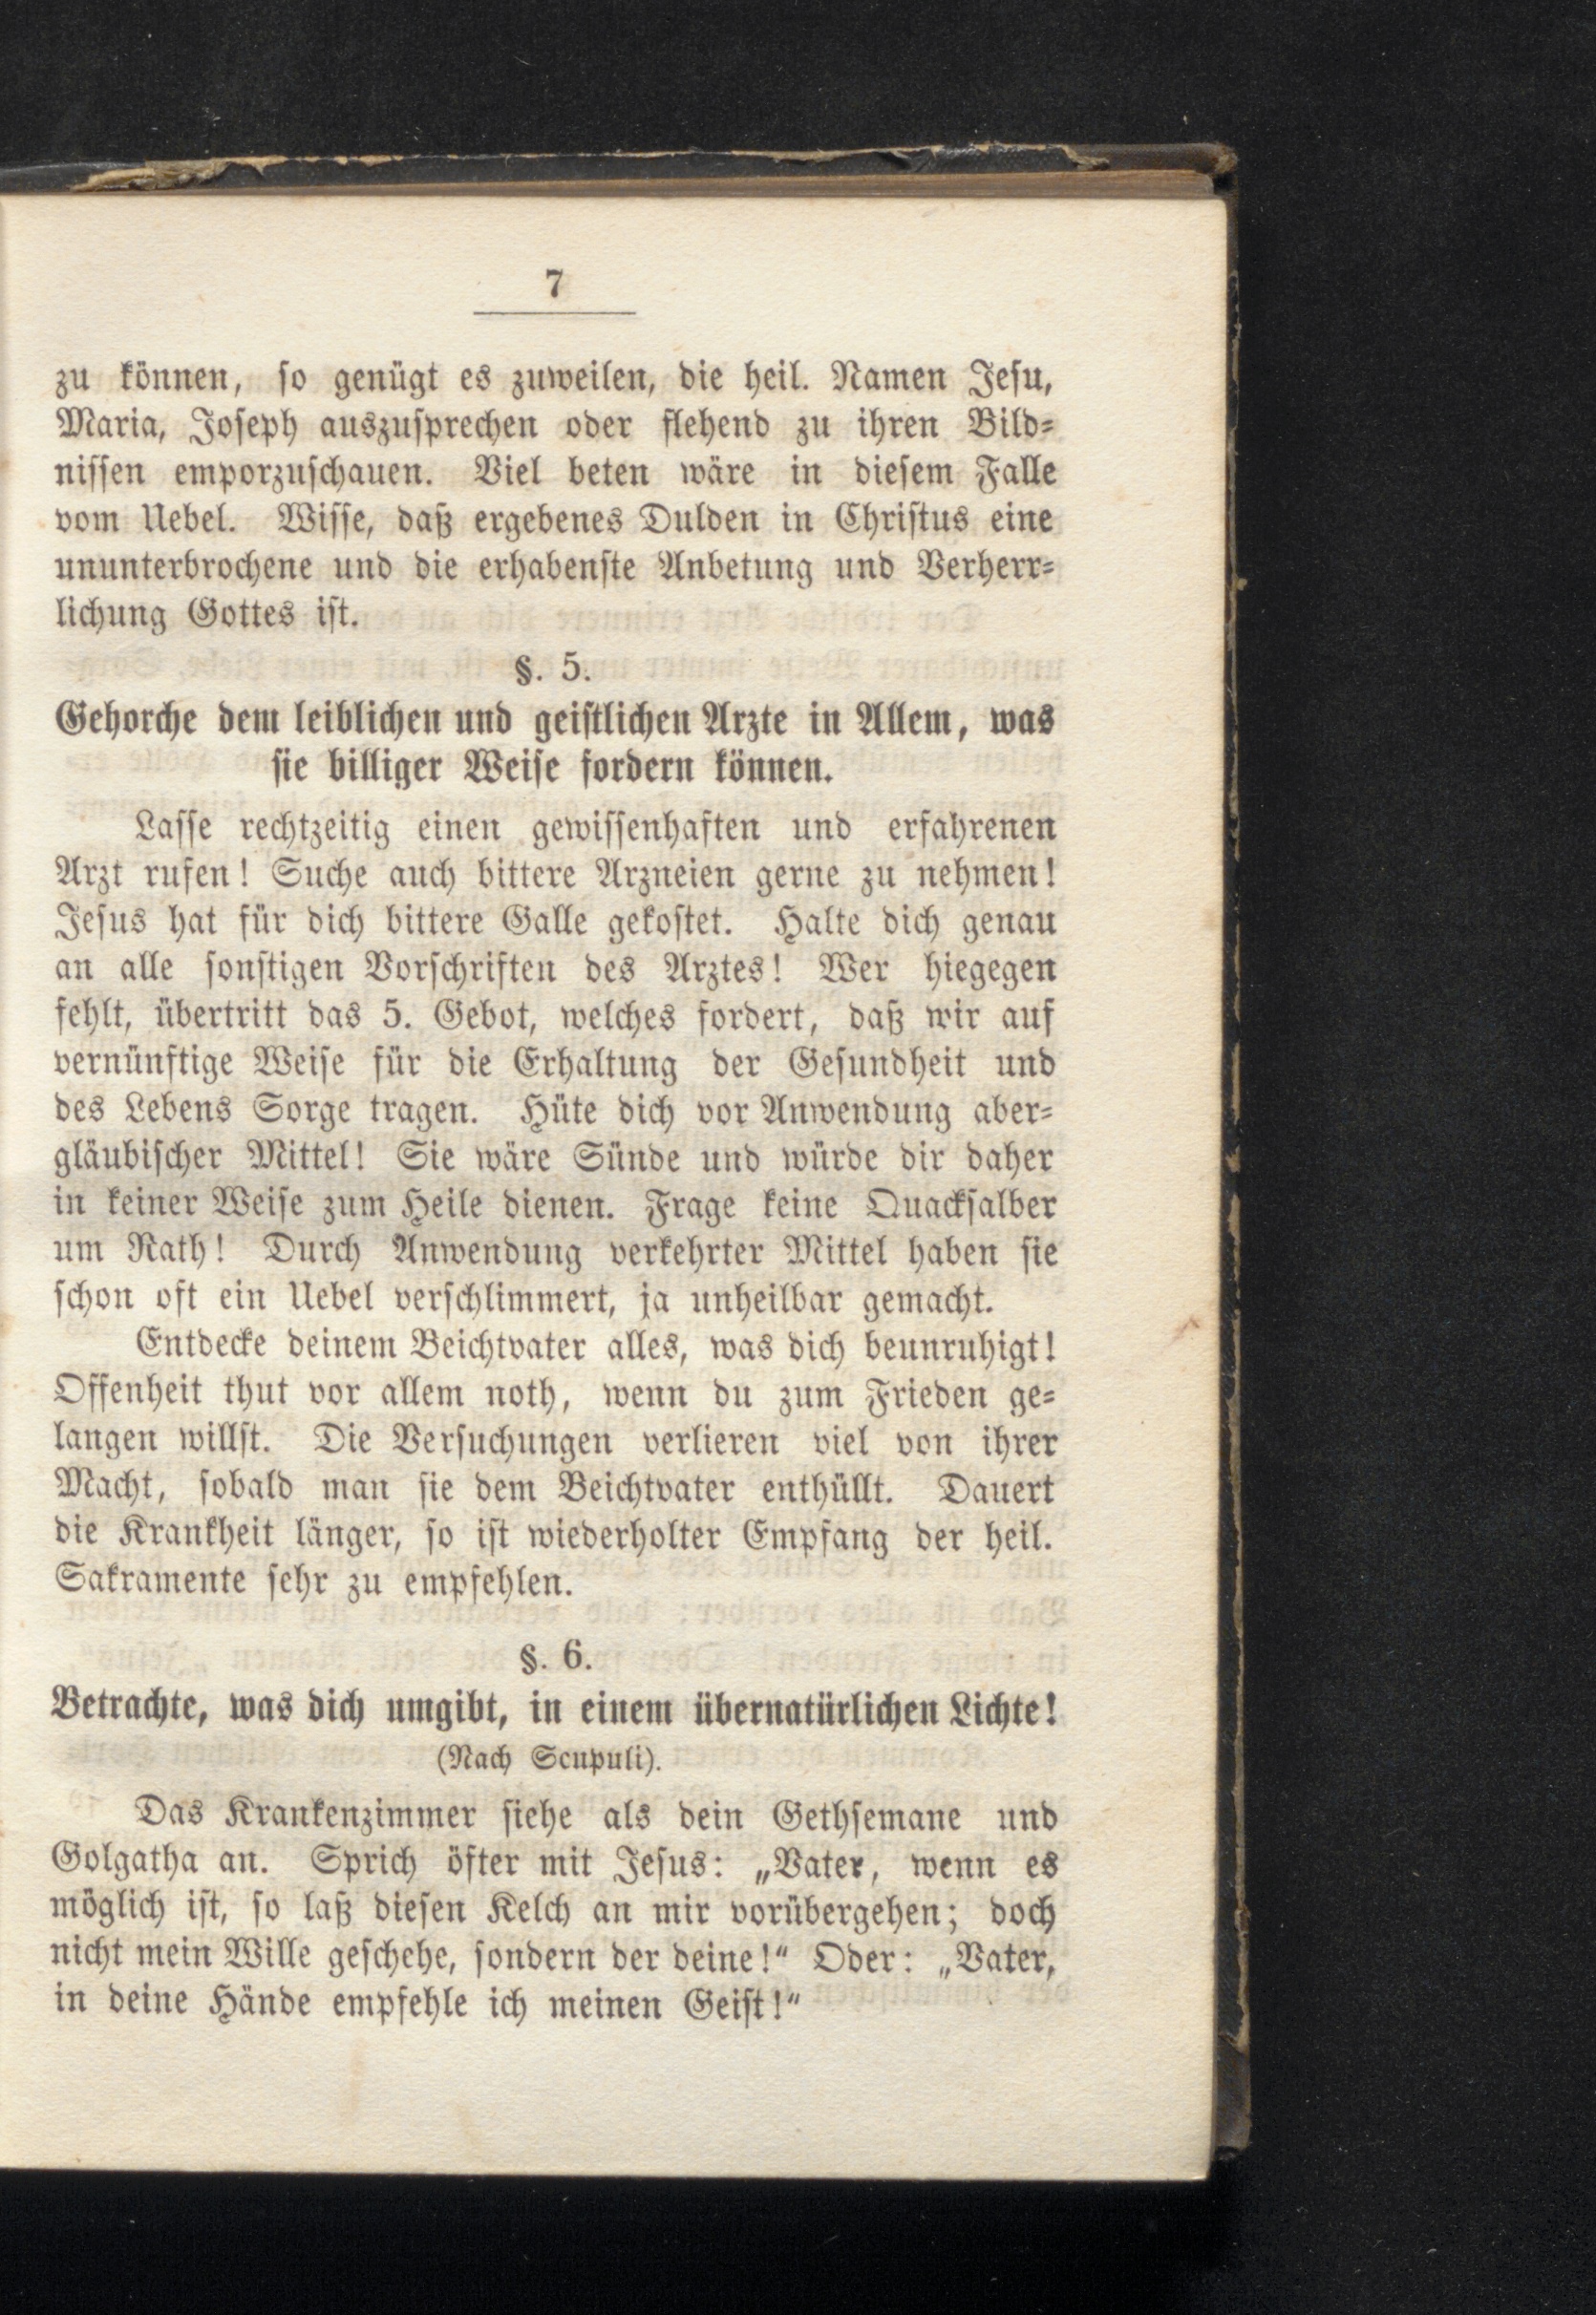 7
zu können, so genügt es zuweilen, die heil. Namen Jesu,
Maria, Joseph auszusprechen oder flehend zu ihren Bild-
nissen emporzuschauen. Viel beten wäre in diesem Falle
vom Uebel. Wisse, daß ergebenes Dulden in Christus eine
ununterbrochene und die erhabenste Anbetung und Verherr-
lichung Gottes ist.
§. 5.
Gehorche dem leiblichen und geistlichen Arzte in Allem, was
sie billiger Weise fordern können.
Lasse rechtzeitig einen gewissenhaften und erfahrenen
Arzt rufen! Suche auch bittere Arzneien gerne zu nehmen!
Jesus hat für dich bittere Galle gekostet. Halte dich genau
an alle sonstigen Vorschriften des Arztes! Wer hiegegen
fehlt, übertritt das 5. Gebot, welches fordert, daß wir auf
vernünftige Weise für die Erhaltung der Gesundheit und
des Lebens Sorge tragen. Hüte dich vor Anwendung aber-
gläubischer Mittel! Sie wäre Sünde und würde dir daher
in keiner Weise zum Heile dienen. Frage keine Quacksalber
um Rath! Durch Anwendung verkehrter Mittel haben sie
schon oft ein Uebel verschlimmert, ja unheilbar gemacht.
Entdecke deinem Beichtvater alles, was dich beunruhigt!
Offenheit thut vor allem noth, wenn du zum Frieden ge-
langen willst. Die Versuchungen verlieren viel von ihrer
Macht, sobald man sie dem Beichtvater enthüllt. Dauert
die Krankheit länger, so ist wiederholter Empfang der heil.
Sakramente sehr zu empfehlen.
§. 6.
Betrachte, was dich umgibt, in einem übernatürlichen Lichte!
(Nach Scupuli).
Das Krankenzimmer siehe als dein Gethsemane und
Golgatha an. Sprich öfter mit Jesus: „Vater, wenn es
möglich ist, so laß diesen Kelch an mir vorübergehen; doch
nicht mein Wille geschehe, sondern der deine!“ Oder: „Vater,
in deine Hände empfehle ich meinen Geist!“